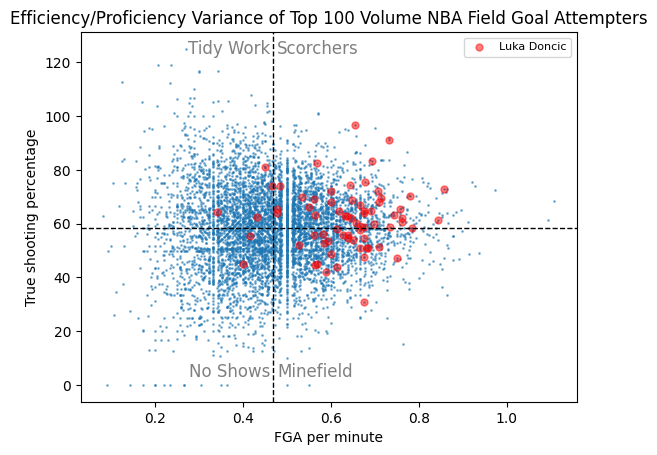 Efficiency/Proficiency Variance of Top 100 Volume NBA Field Goal Attempters
Tidy Work Scorchers
Luka Doncic
120
100
80
60
40
20
0
True shooting percentage
No Shows Minefield
0.2 0.4 0.6 0.8 1.0
FGA per minute